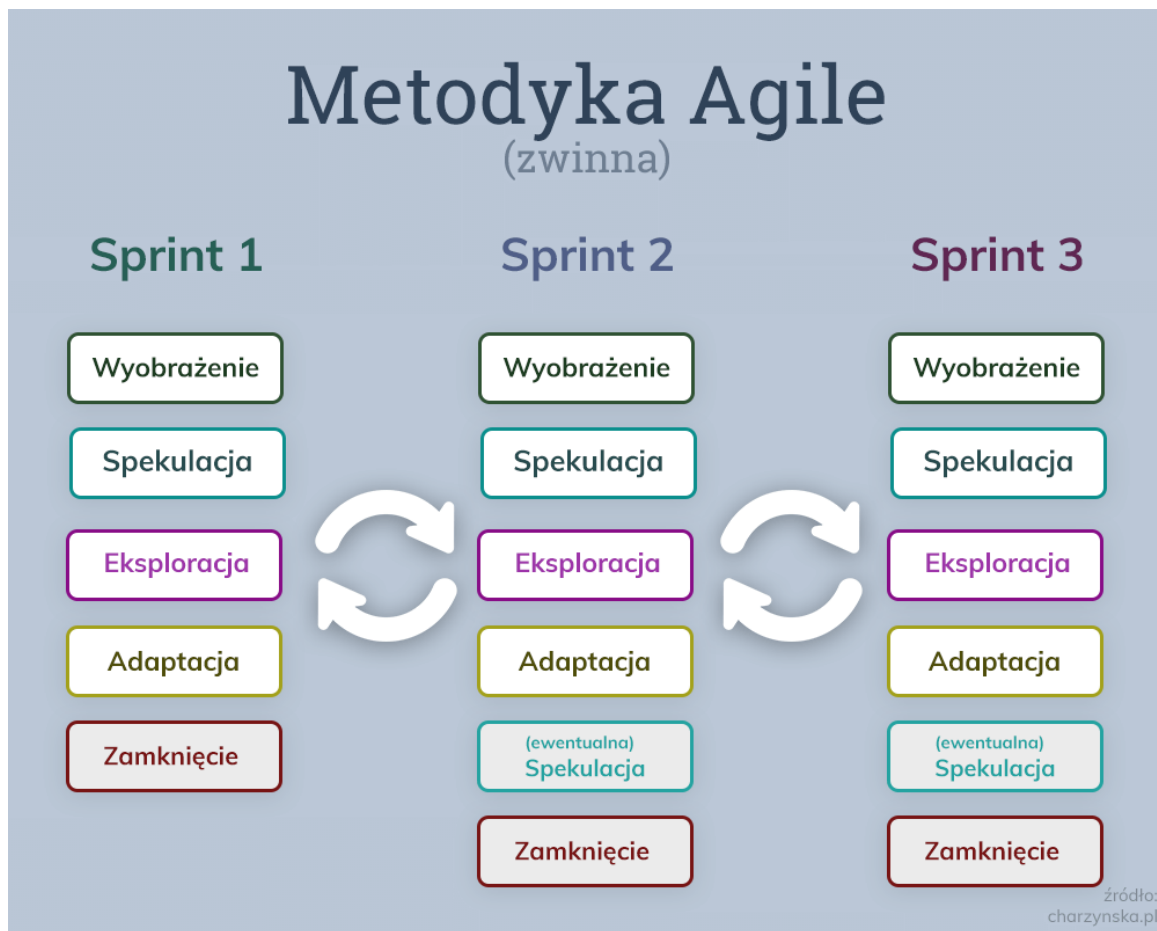 Metodyka Agile
(zwinna)
Sprint 1
Wyobrażenie
Spekulacja
Eksploracja
Adaptacja
Zamknięcie
Sprint 2
Wyobrażenie
Spekulacja
Eksploracja
Adaptacja
(ewentualna)
Spekulacja
Zamknięcie
Sprint 3
Wyobrażenie
Spekulacja
Eksploracja
Adaptacja
(ewentualna)
Spekulacja
Zamknięcie
źródło:
charzynska.pl